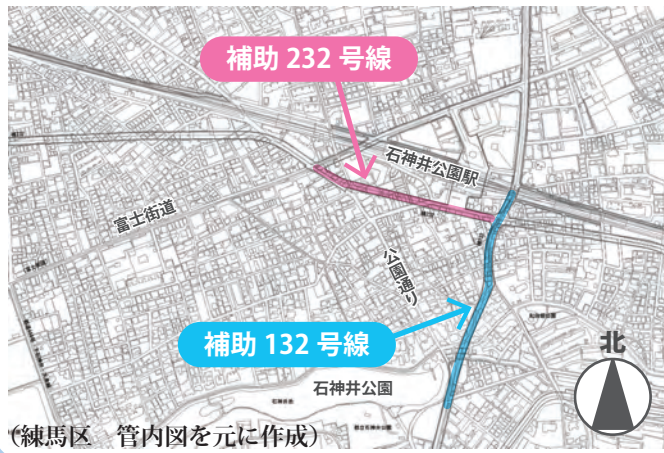 補助 232 号線
石神井公園駅
富士街道
公園通り
補助 132 号線
北
石神井公園
(練馬区　管内図を元に作成)